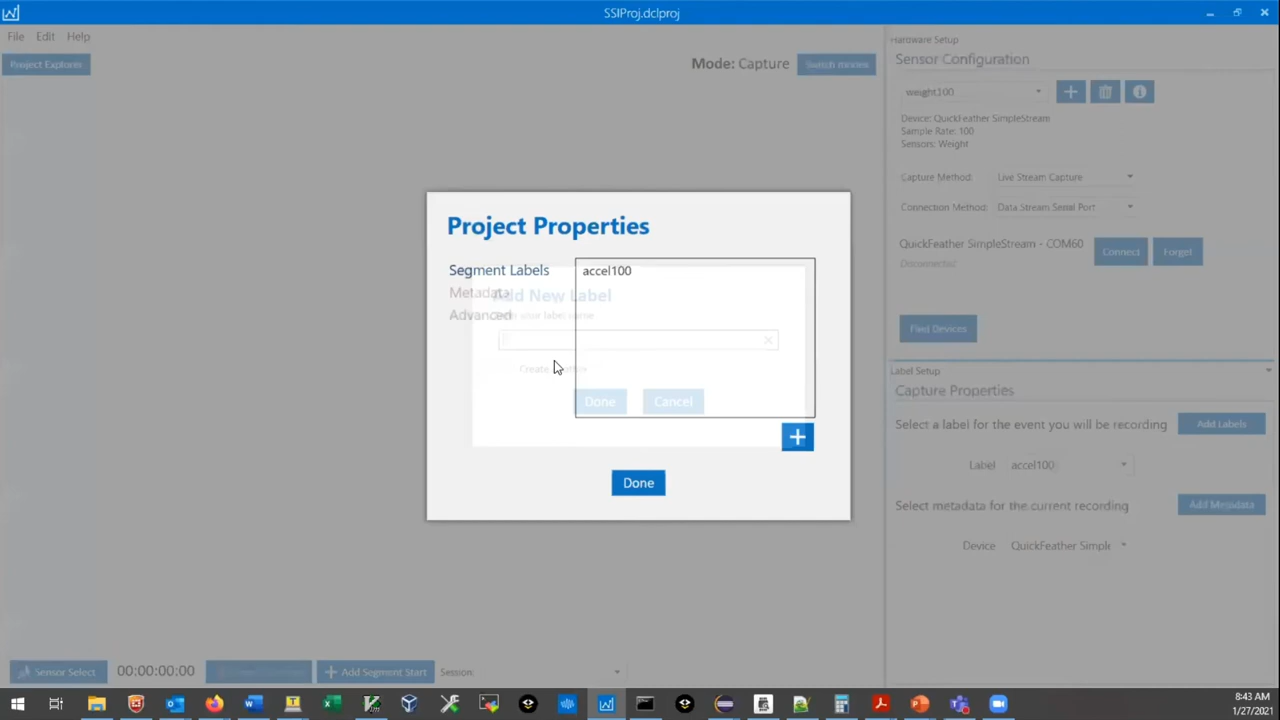 SSIProj.dclproj
File Edit Help
Project Explorer
Mode: Capture
Switch modes
Hardware Setup
Sensor Configuration
weight100
Device: QuickFeather SimpleStream
Sample Rate: 100
Sensors: Weight
Capture Method: Live Stream Capture
Connection Method: Data Stream Serial Port
QuickFeather SimpleStream - COM60
Disconnected
Connect
Forget
Find Devices
Project Properties
Segment Labels
Metadata
Advanced
accel100
Add New Label
your label name
Create
Done
Cancel
Done
Label Setup
Capture Properties
Select a label for the event you will be recording
Add Labels
Label accel100
Select metadata for the current recording
Add Metadata
Device QuickFeather Simple
Sensor Select
00:00:00:00
Add Segment Start
Session:
8:43 AM
1/27/2021